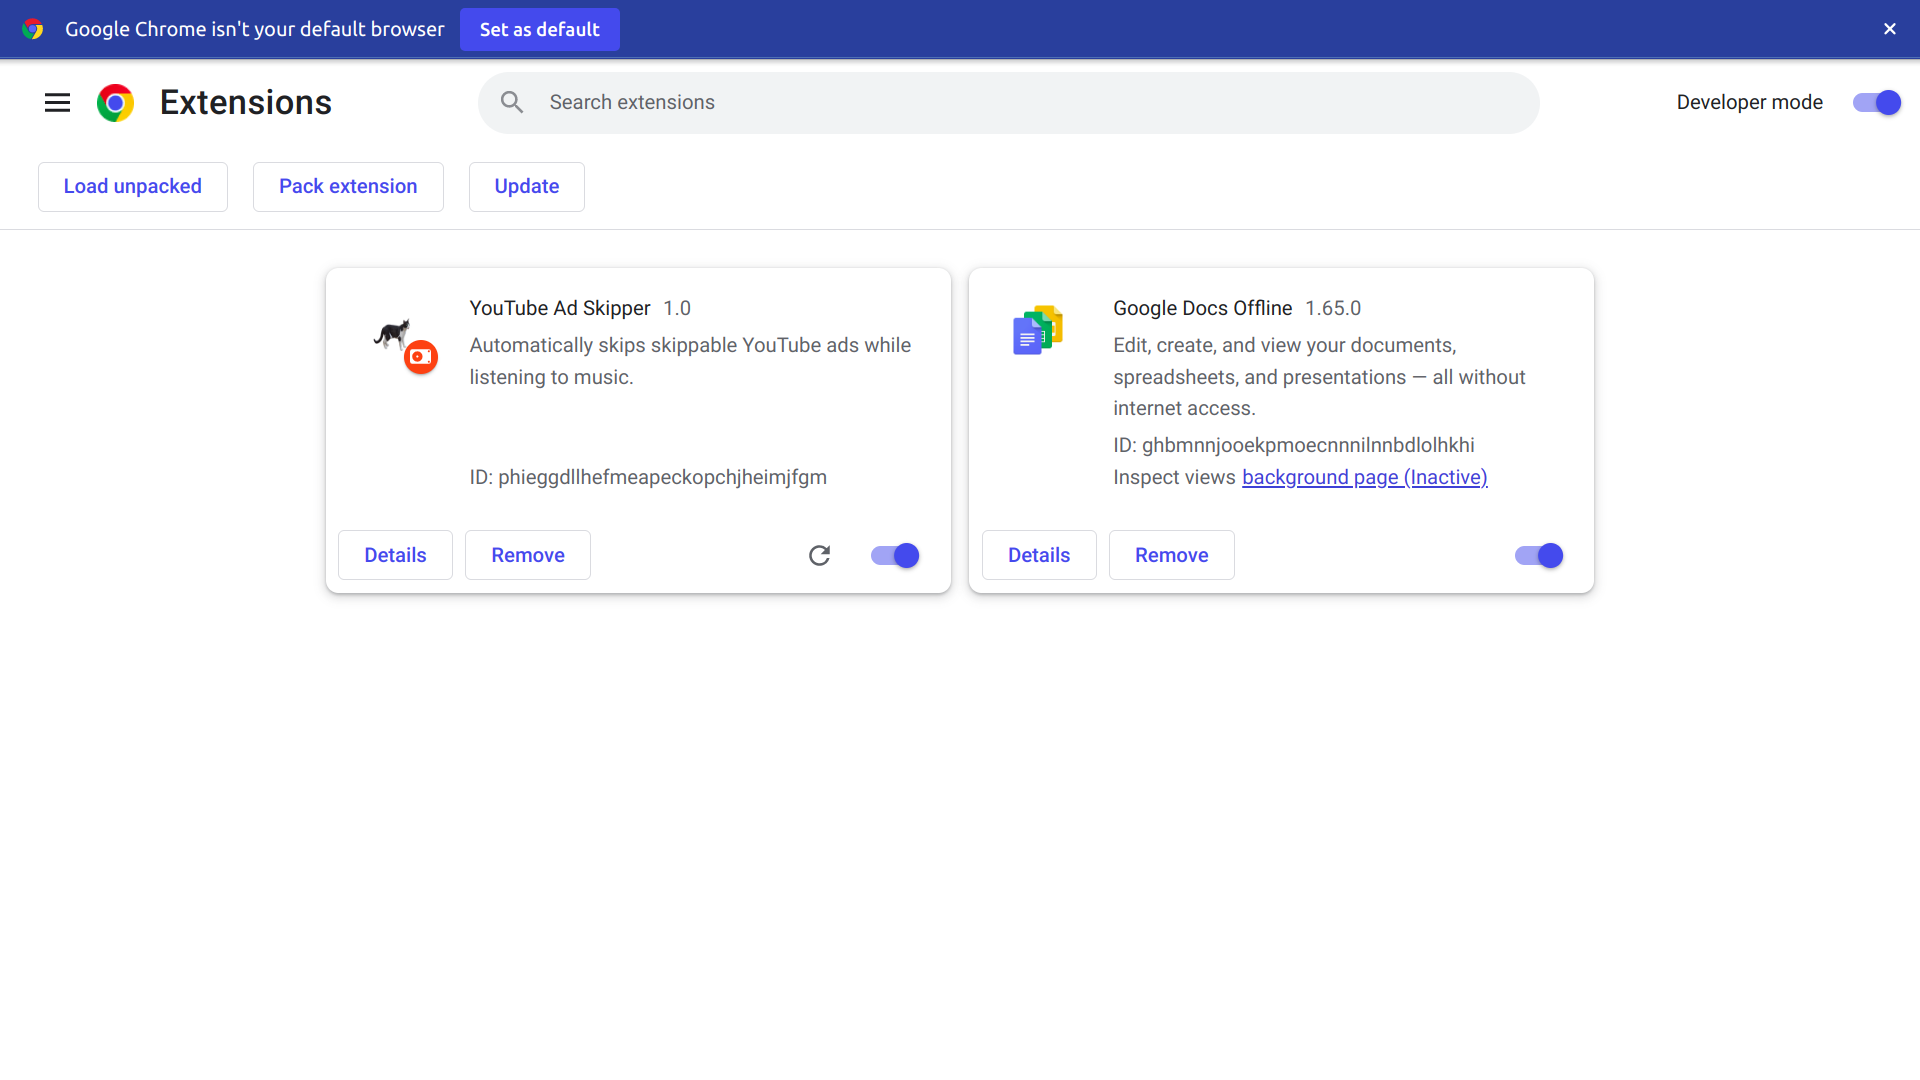 Google Chrome isn't your default browser
Set as default
Extensions
Search extensions
Developer mode
Load unpacked
Pack extension
Update
YouTube Ad Skipper 1.0
Automatically skips skippable YouTube ads while
listening to music.
ID: phieggdllhefmeapeckopchjheimjfgm
Details
Remove
Google Docs Offline 1.65.0
Edit, create, and view your documents,
spreadsheets, and presentations — all without
internet access.
ID: ghbmnnjooekpmoecnnnilnnbdlolhkhi
Inspect views background page (Inactive)
Details
Remove